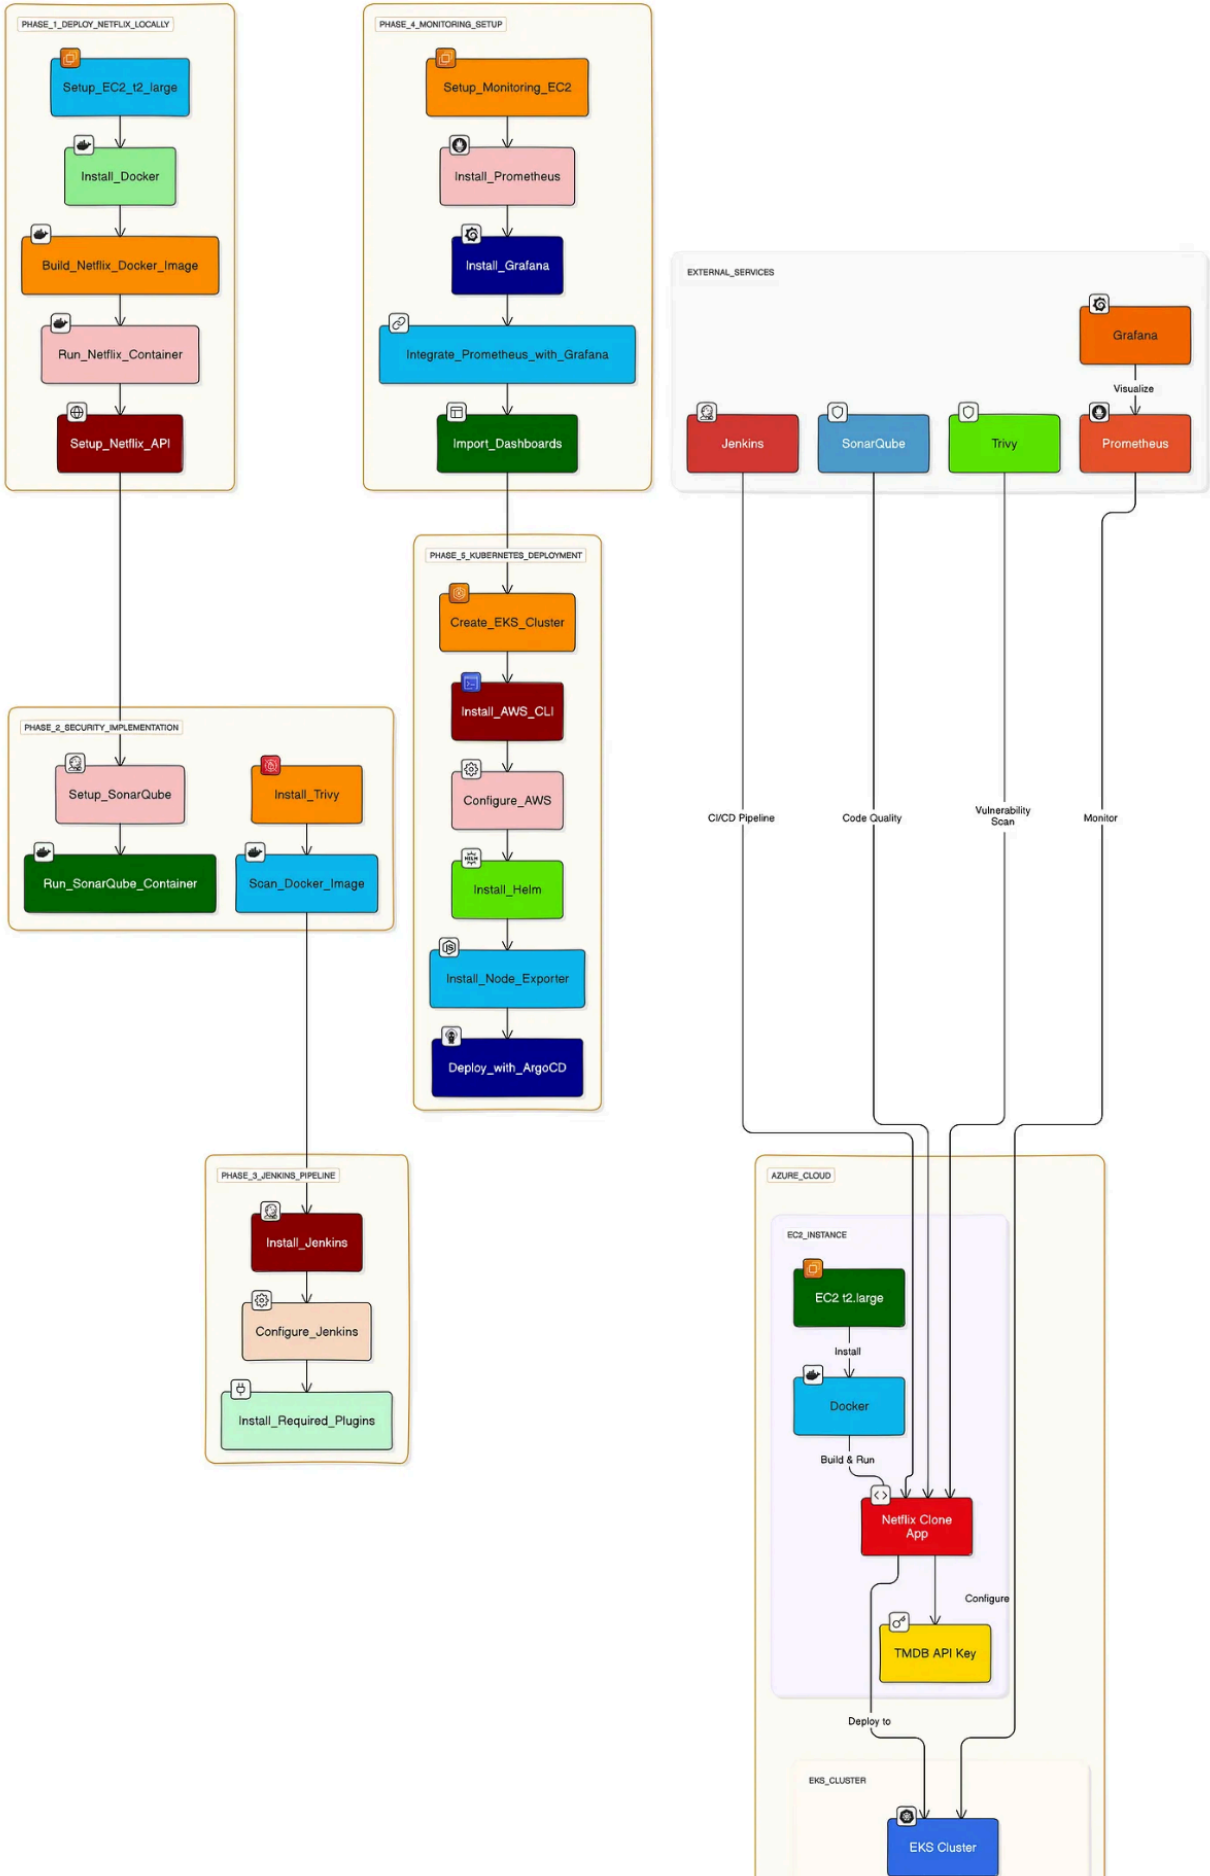 PHASE_1_DEPLOY_NETFLIX_LOCALLY
Setup_EC2_t2_large
Install_Docker
Build_Netflix_Docker_Image
Run_Netflix_Container
Setup_Netflix_API
PHASE_4_MONITORING_SETUP
Setup_Monitoring_EC2
Install_Prometheus
Install_Grafana
Integrate_Prometheus_with_Grafana
Import_Dashboards
EXTERNAL_SERVICES
Grafana
Visualize
Jenkins
SonarQube
Trivy
Prometheus
PHASE_5_KUBERNETES_DEPLOYMENT
Create_EKS_Cluster
Install_AWS_CLI
Configure_AWS
HELM
Install_Helm
JS
Install_Node_Exporter
Deploy_with_ArgoCD
PHASE_2_SECURITY_IMPLEMENTATION
Setup_SonarQube
Install_Trivy
Run_SonarQube_Container
Scan_Docker_Image
CI/CD Pipeline
Code Quality
Vulnerability
Scan
Monitor
PHASE_3_JENKINS_PIPELINE
Install_Jenkins
Configure_Jenkins
Install_Required_Plugins
AZURE_CLOUD
EC2_INSTANCE
EC2 t2.large
Install
Docker
Build & Run
Netflix Clone
App
Configure
TMDB API Key
Deploy to
EKS_CLUSTER
EKS Cluster